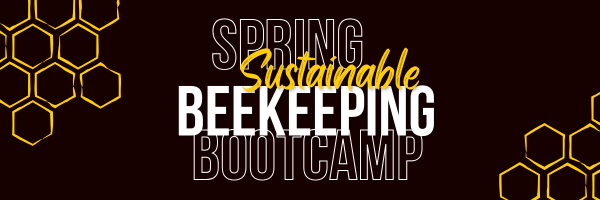 SPRING
Sustainable
BEEKEEPING
BOOTCAMP